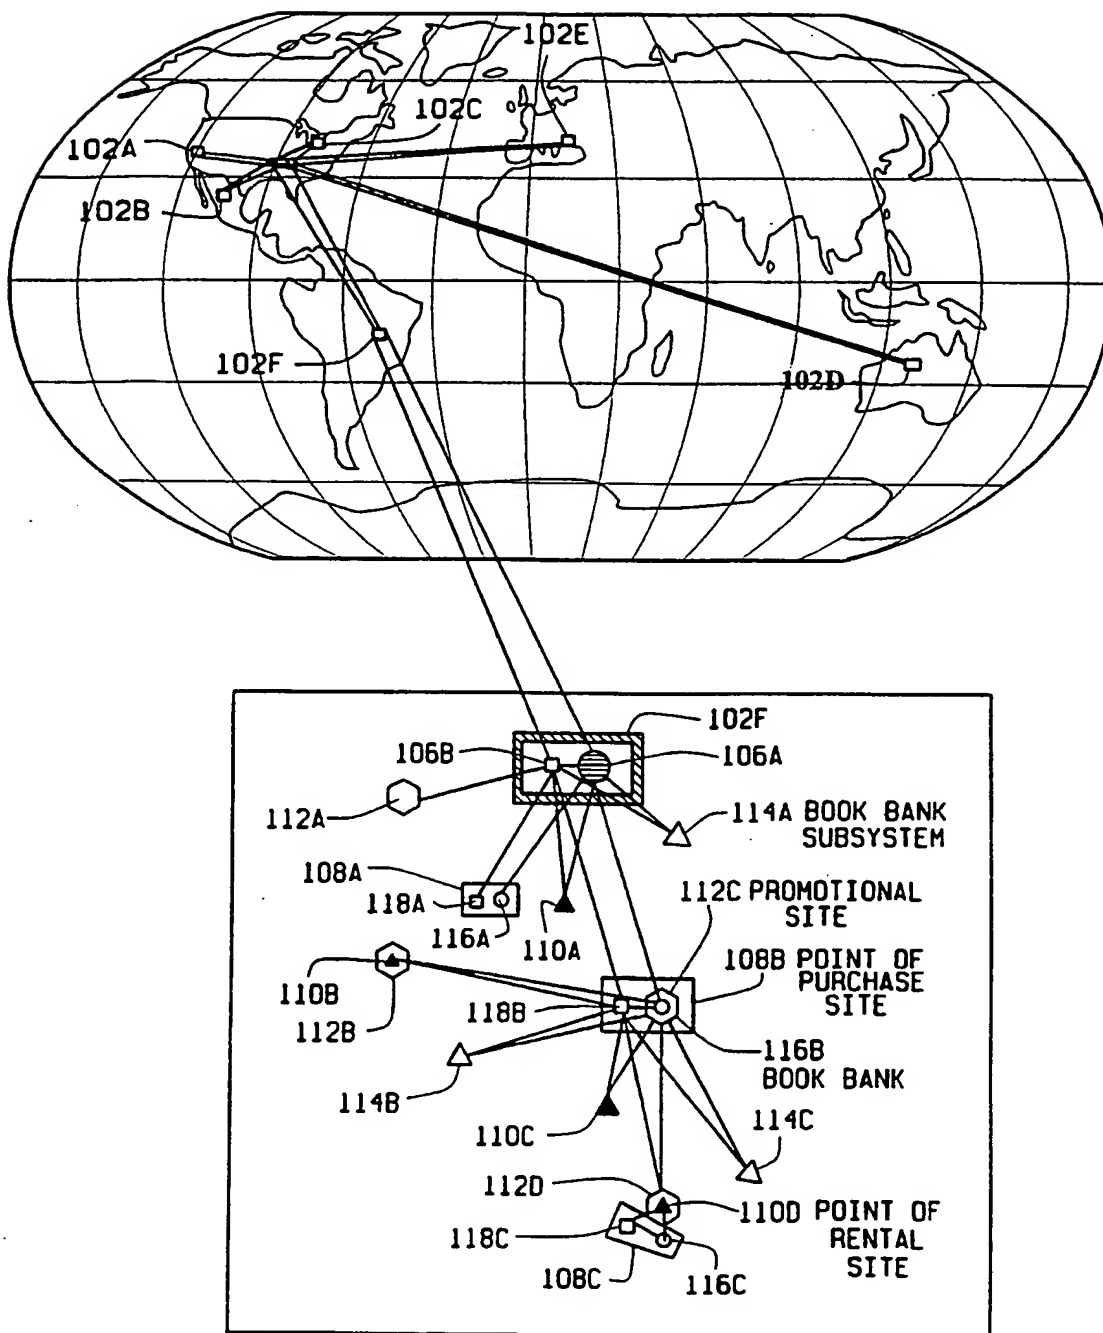 102E
102C
102A
102B
102F
102D
102F
106B
106A
112A
114A BOOK BANK
SUBSYSTEM
108A
118A
116A
110A
112C PROMOTIONAL
SITE
110B
112B
118B
108B POINT OF
PURCHASE
SITE
114B
116B
BOOK BANK
110C
114C
112D
118C
110D POINT OF
RENTAL
SITE
108C
116C